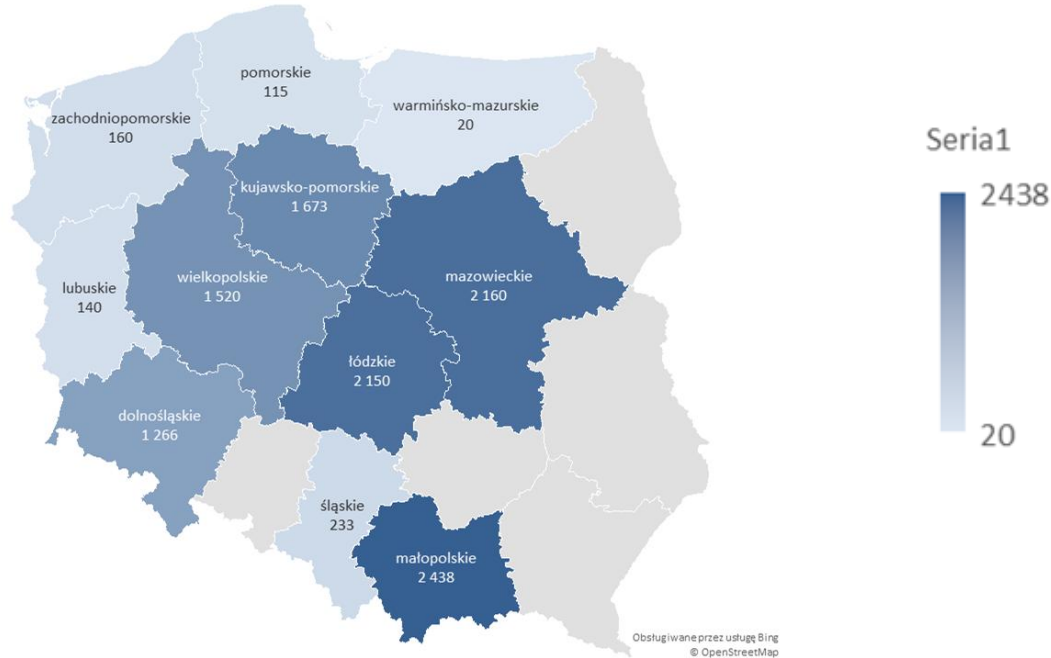 pomorskie
115
warmińsko-mazurskie
20
zachodniopomorskie
160
kujawsko-pomorskie
1 673
wielkopolskie
1 520
mazowieckie
2 160
lubuskie
140
łódzkie
2 150
dolnośląskie
1 266
śląskie
233
małopolskie
2 438
Seria1
2438
20
Obsługiwane przez usługę Bing
© OpenStreetMap